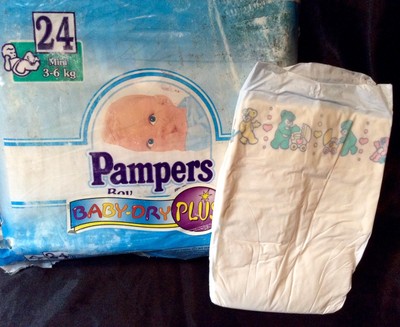 24
Mini
3-6 kg
Pampers
Boy
BABY-DRY PLUS